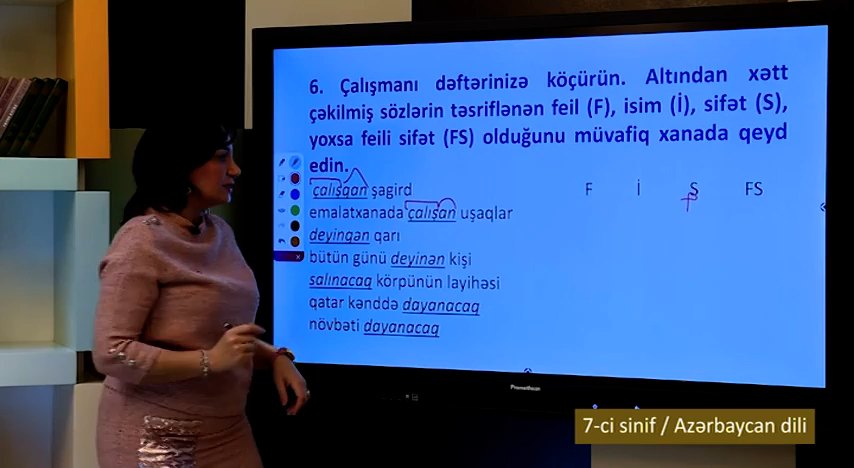 6. Çalışmanı dəftərinizə köçürün. Altından xətt
çəkilmiş sözlərin təsriflənən feil (F), isim (İ), sifət (S),
yoxsa feili sifət (FS) olduğunu müvafiq xanada qeyd
edin.
çalışqan şagird F İ S FS
+
emalatxanada çalışan uşaqlar
deyinqən qarı
bütün günü deyinən kişi
salınacaq körpünün layihəsi
qatar kənddə dayanacaq
növbəti dayanacaq
Promethean
7-ci sinif / Azərbaycan dili